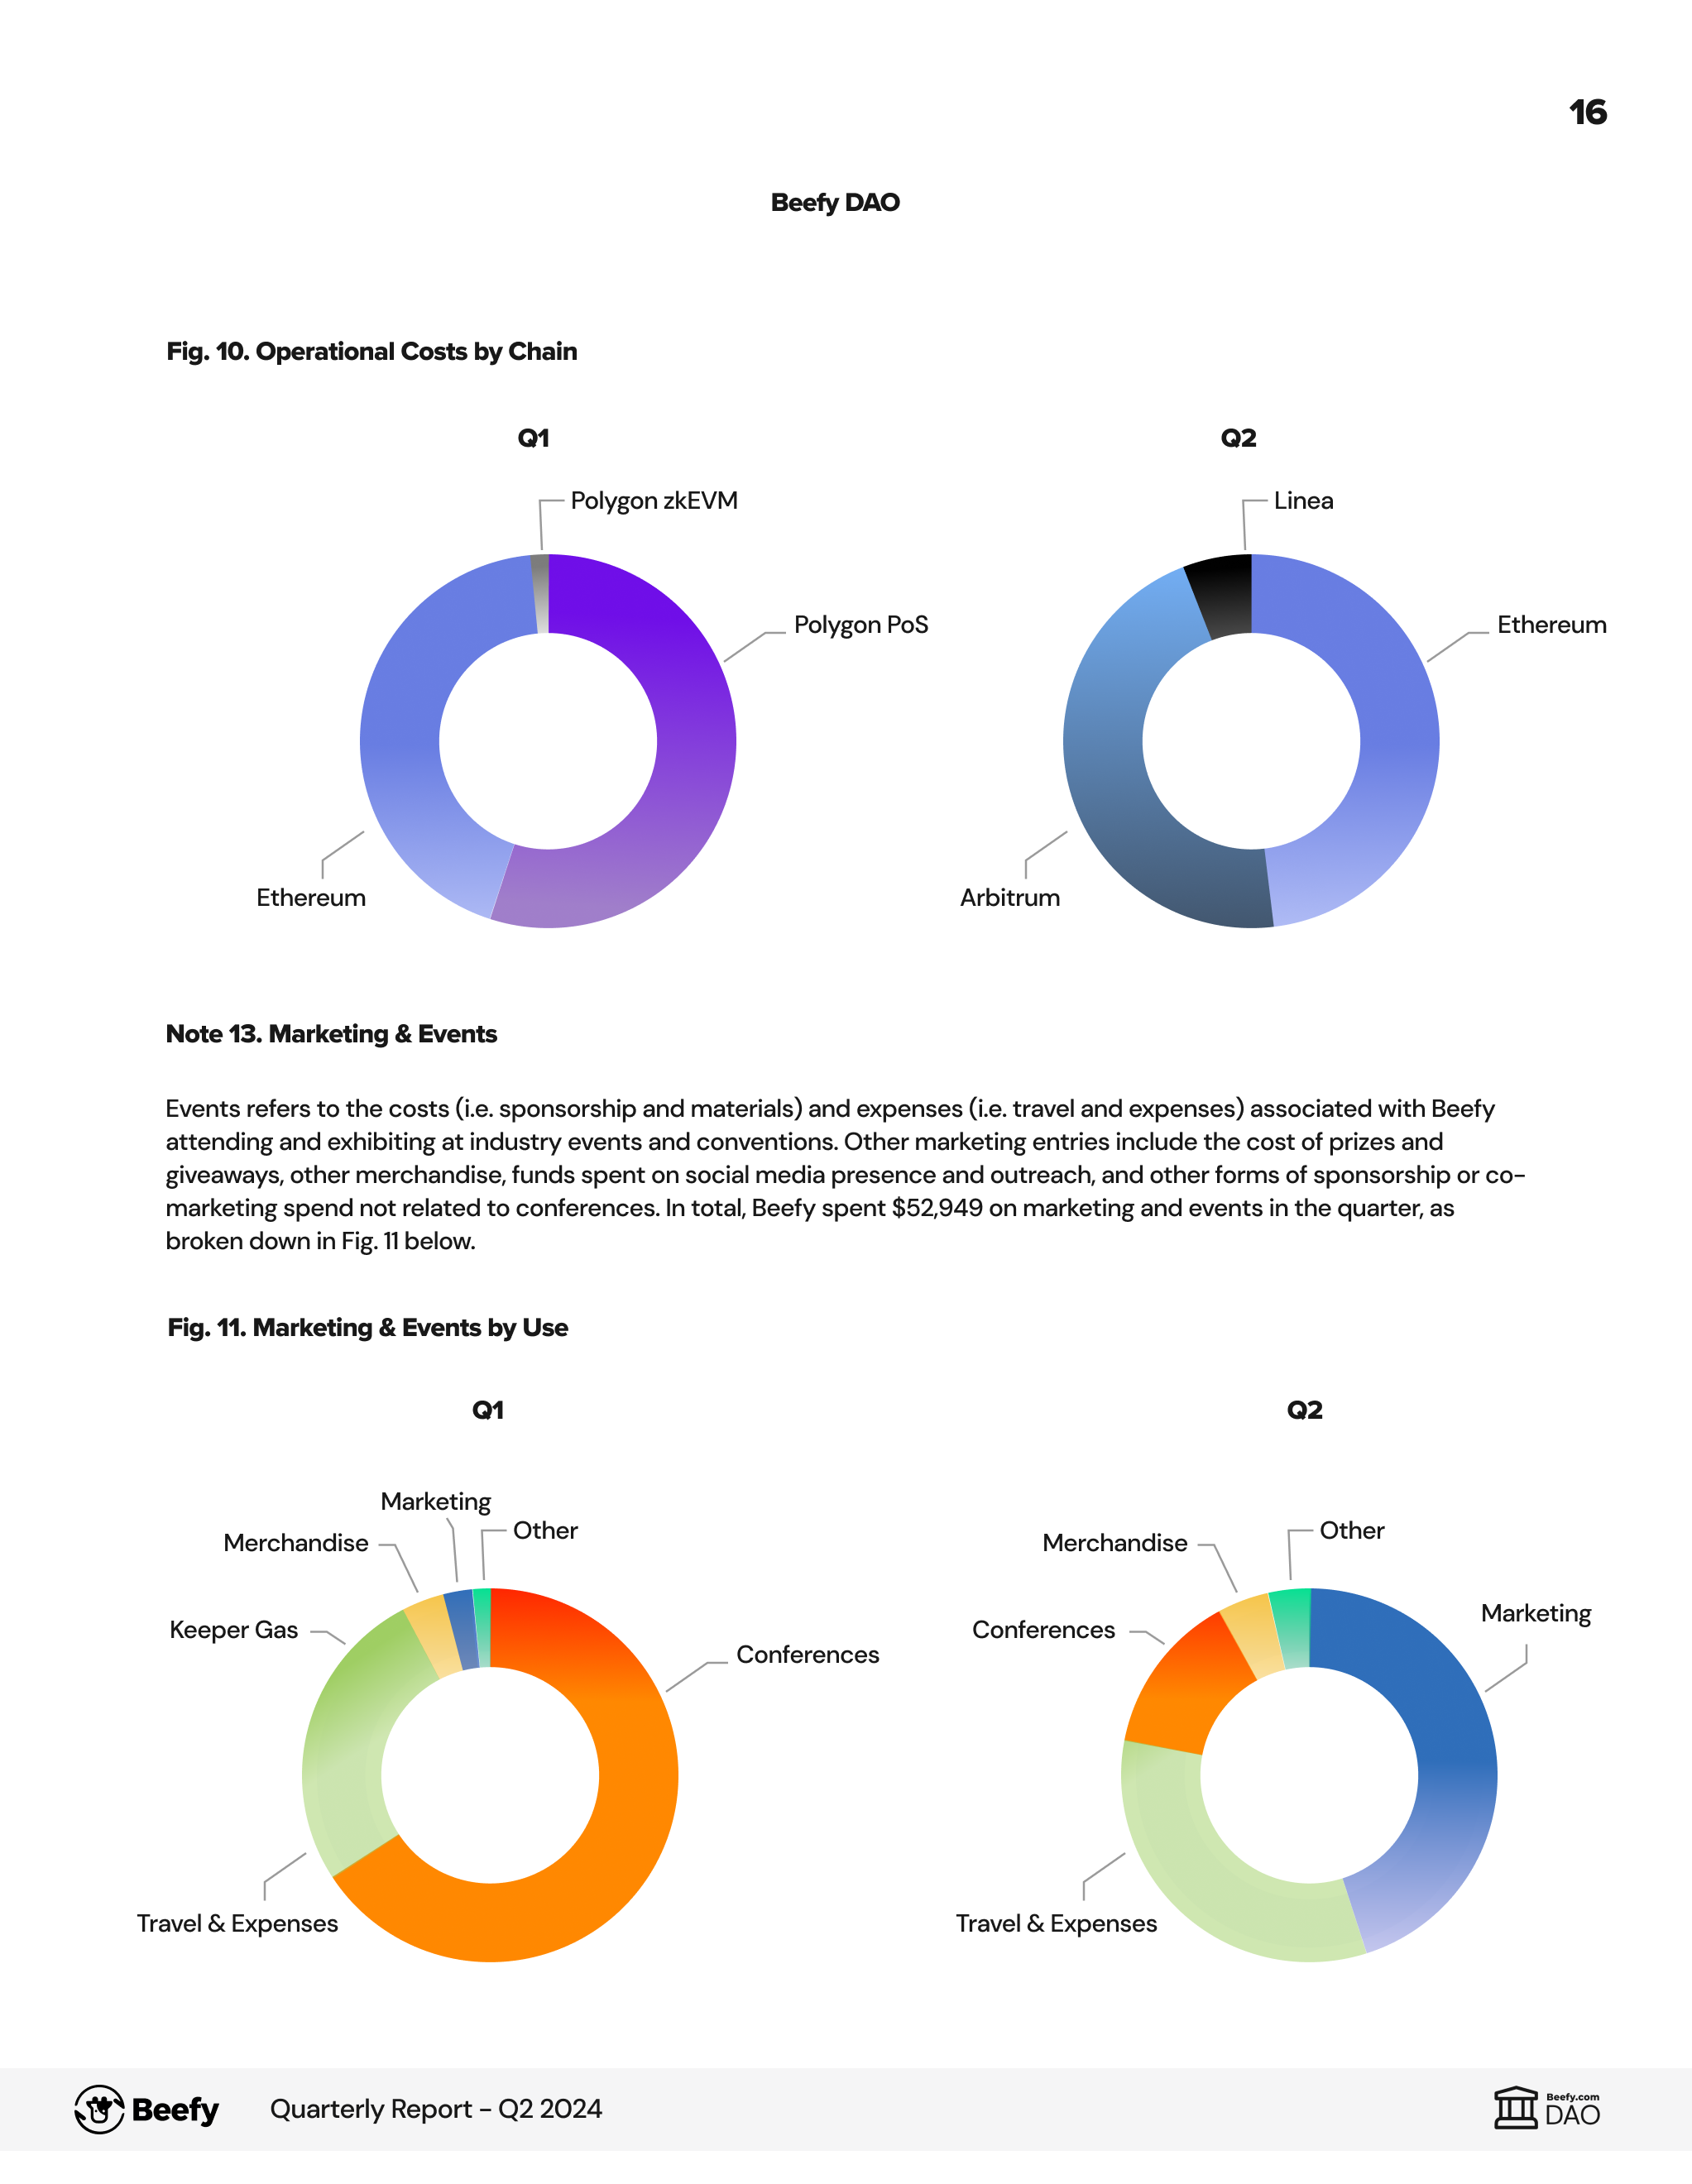 16
Beefy DAO
Fig. 10. Operational Costs by Chain
Q1
Polygon zkEVM
Polygon PoS
Ethereum
Q2
Linea
Ethereum
Arbitrum
Note 13. Marketing & Events
Events refers to the costs (i.e. sponsorship and materials) and expenses (i.e. travel and expenses) associated with Beefy
attending and exhibiting at industry events and conventions. Other marketing entries include the cost of prizes and
giveaways, other merchandise, funds spent on social media presence and outreach, and other forms of sponsorship or co-
marketing spend not related to conferences. In total, Beefy spent $52,949 on marketing and events in the quarter, as
broken down in Fig. 11 below.
Fig. 11. Marketing & Events by Use
Q1
Marketing
Other
Merchandise
Keeper Gas
Conferences
Travel & Expenses
Q2
Other
Merchandise
Marketing
Conferences
Travel & Expenses
Beefy
Quarterly Report - Q2 2024
Beefy.com
DAO